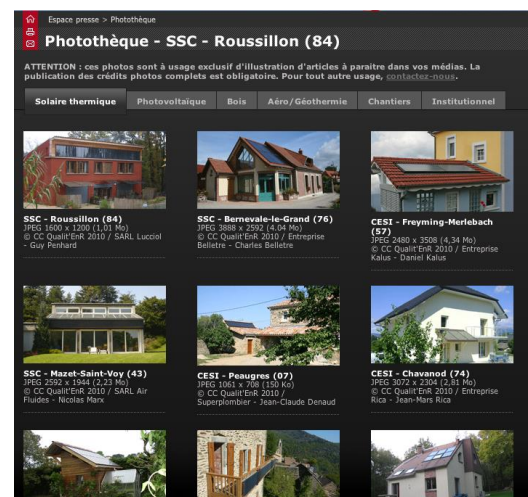 Espace presse > Photothèque
Photothèque - SSC - Roussillon (84)
ATTENTION : ces photos sont à usage exclusif d'illustration d'articles à paraitre dans vos médias. La
publication des crédits photos complets est obligatoire. Pour tout autre usage, contactez-nous.
Solaire thermique Photovoltaïque Bois Aéro/Géothermie Chantiers Institutionnel
SSC - Roussillon (84)
JPEG 1600 x 1200 (1,01 Mo)
© CC Qualit'EnR 2010 / SARL Lucciol
- Guy Penhard
SSC - Bernevale-le-Grand (76)
JPEG 3888 x 2592 (4.04 Mo)
© CC Qualit'EnR 2010 / Entreprise
Belletre - Charles Belletre
CESI - Freyming-Merlebach
(57)
JPEG 2480 x 3508 (4,34 Mo)
© CC Qualit'EnR 2010 / Entreprise
Kalus - Daniel Kalus
SSC - Mazet-Saint-Voy (43)
JPEG 2592 x 1944 (2,23 Mo)
© CC Qualit'EnR 2010 / SARL Air
Fluides - Nicolas Marx
CESI - Peaugres (07)
JPEG 1061 x 708 (150 Ko)
© CC Qualit'EnR 2010 /
Superplombier - Jean-Claude Denaud
CESI - Chavanod (74)
JPEG 3072 x 2304 (2,81 Mo)
© CC Qualit'EnR 2010 / Entreprise
Rica - Jean-Mars Rica